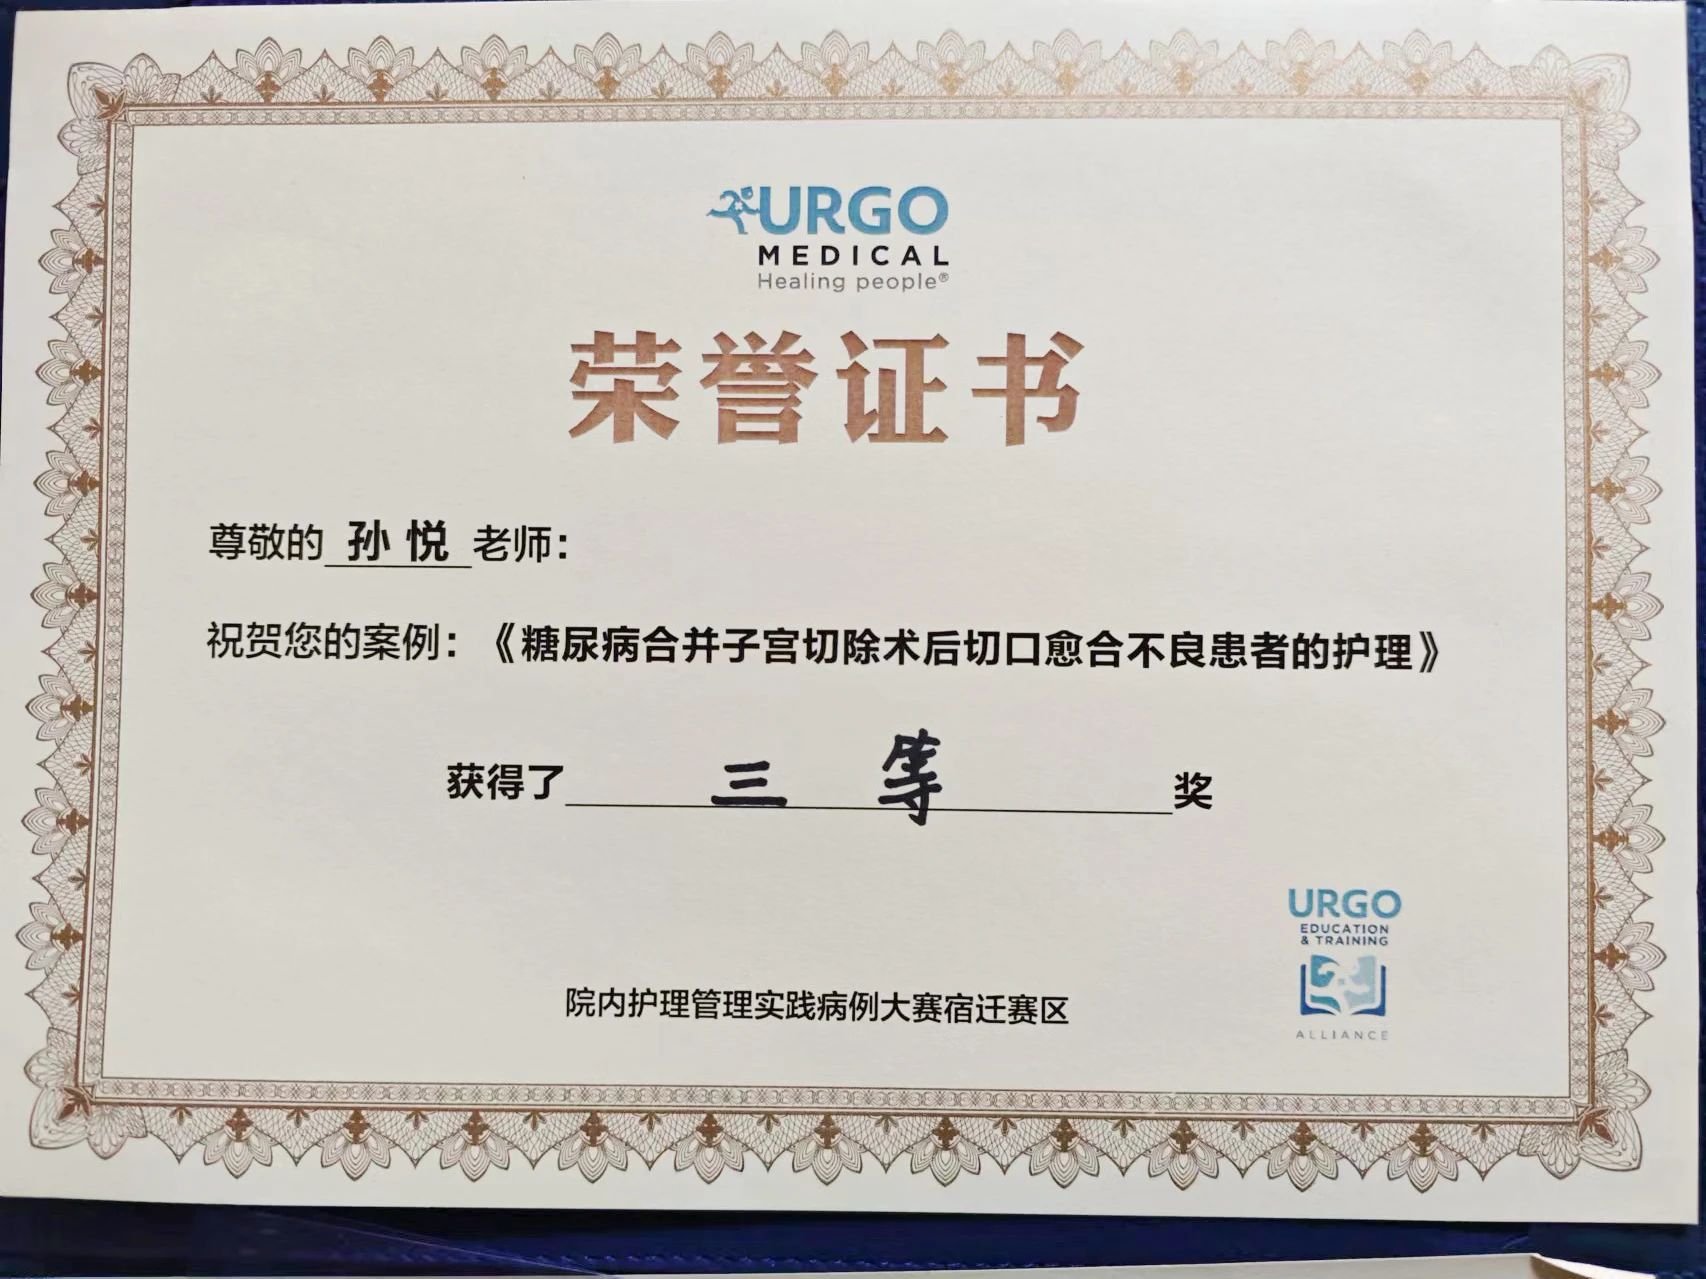 URGO
MEDICAL
Healing people®
荣誉证书
尊敬的 孙 悦 老师：
祝贺您的案例：《糖尿病合并子宫切除术后切口愈合不良患者的护理》
获得了 三 等 奖
URGO
EDUCATION
& TRAINING
ALLIANCE
院内护理管理实践病例大赛宿迁赛区